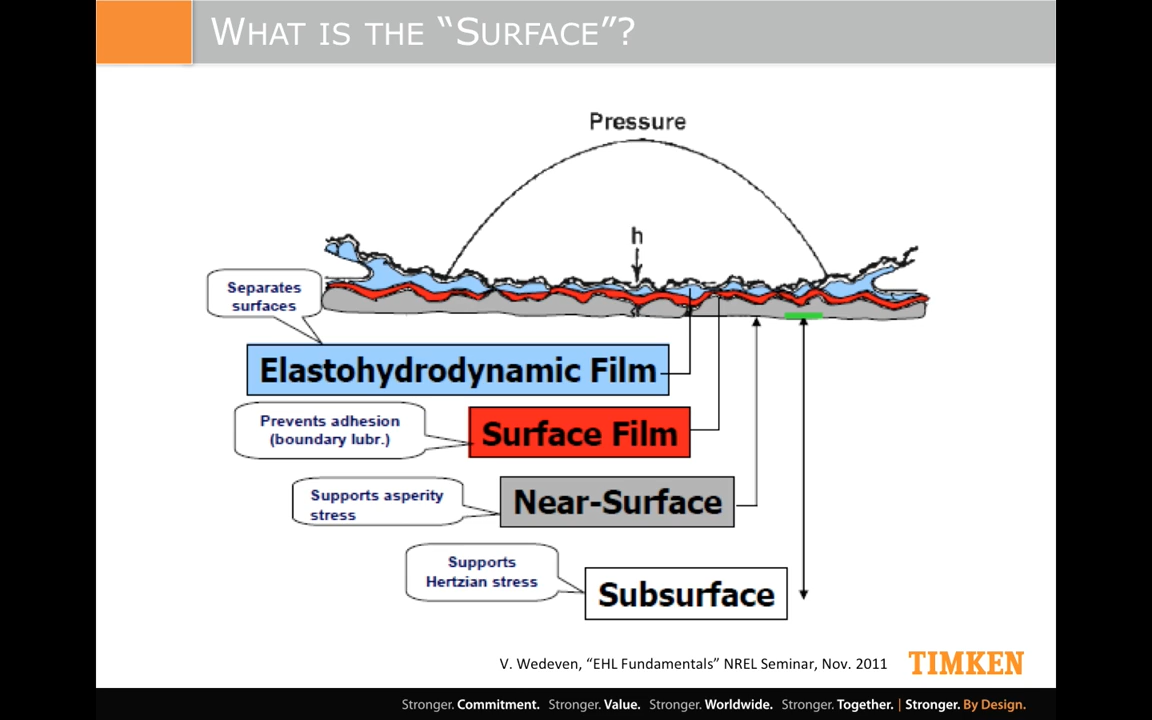 WHAT IS THE “SURFACE”?
Pressure
h
Separates
surfaces
Elastohydrodynamic Film
Prevents adhesion
(boundary lubr.)
Surface Film
Supports asperity
stress
Near-Surface
Supports
Hertzian stress
Subsurface
V. Wedeven, “EHL Fundamentals” NREL Seminar, Nov. 2011
TIMKEN
Stronger. Commitment. Stronger. Value. Stronger. Worldwide. Stronger. Together. | Stronger. By Design.